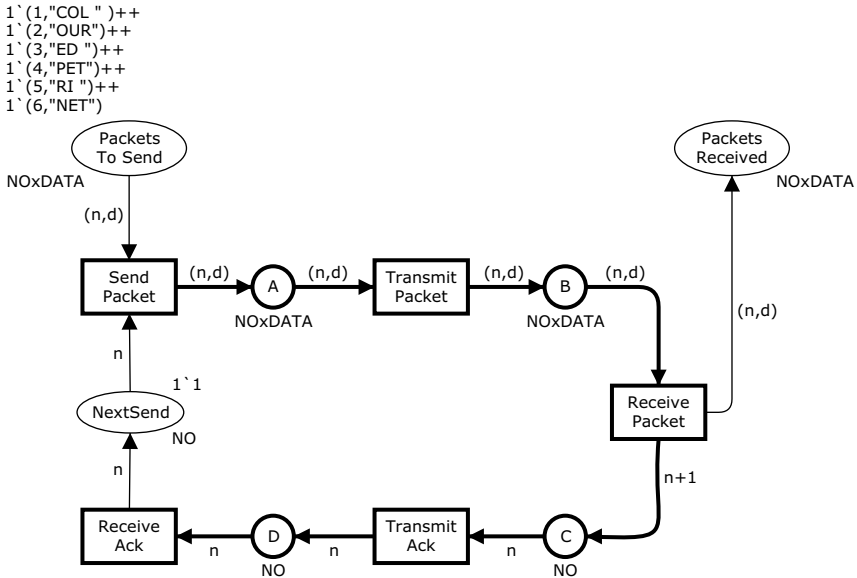 1`(1,"COL " )++
1`(2,"OUR")++
1`(3,"ED ")++
1`(4,"PET")++
1`(5,"RI ")++
1`(6,"NET")
Packets
To Send
NOxDATA
Packets
Received
NOxDATA
(n,d)
Send
Packet
(n,d)
A
NOxDATA
(n,d)
Transmit
Packet
(n,d)
B
NOxDATA
(n,d)
(n,d)
n
1`1
NextSend
NO
Receive
Packet
n
n+1
Receive
Ack
n
D
NO
n
Transmit
Ack
n
C
NO